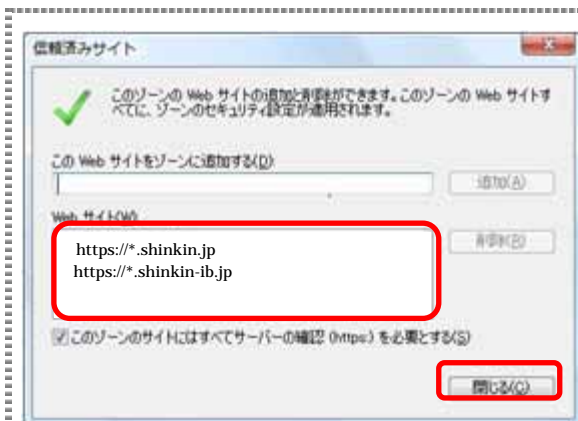 信頼済みサイト
このゾーンの Web サイトの追加と削除ができます。このゾーンの Web サイトす
べてに、ゾーンのセキュリティ設定が適用されます。
この Web サイトをゾーンに追加する(D)
追加(A)
Web サイト(W)
https://*.shinkin.jp
https://*.shinkin-ib.jp
削除(R)
このゾーンのサイトにはすべてサーバーの確認 (https:) を必要とする(S)
閉じる(C)